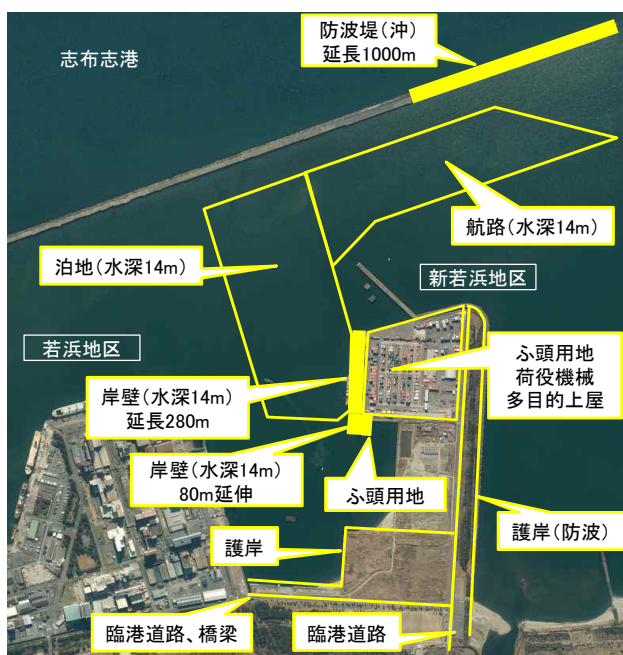 防波堤（沖）
延長1000m
志布志港
航路（水深14m）
泊地（水深14m）
新若浜地区
若浜地区
ふ頭用地
荷役機械
多目的上屋
岸壁（水深14m）
延長280m
岸壁（水深14m）
80m延伸
ふ頭用地
護岸
護岸（防波）
臨港道路、橋梁
臨港道路